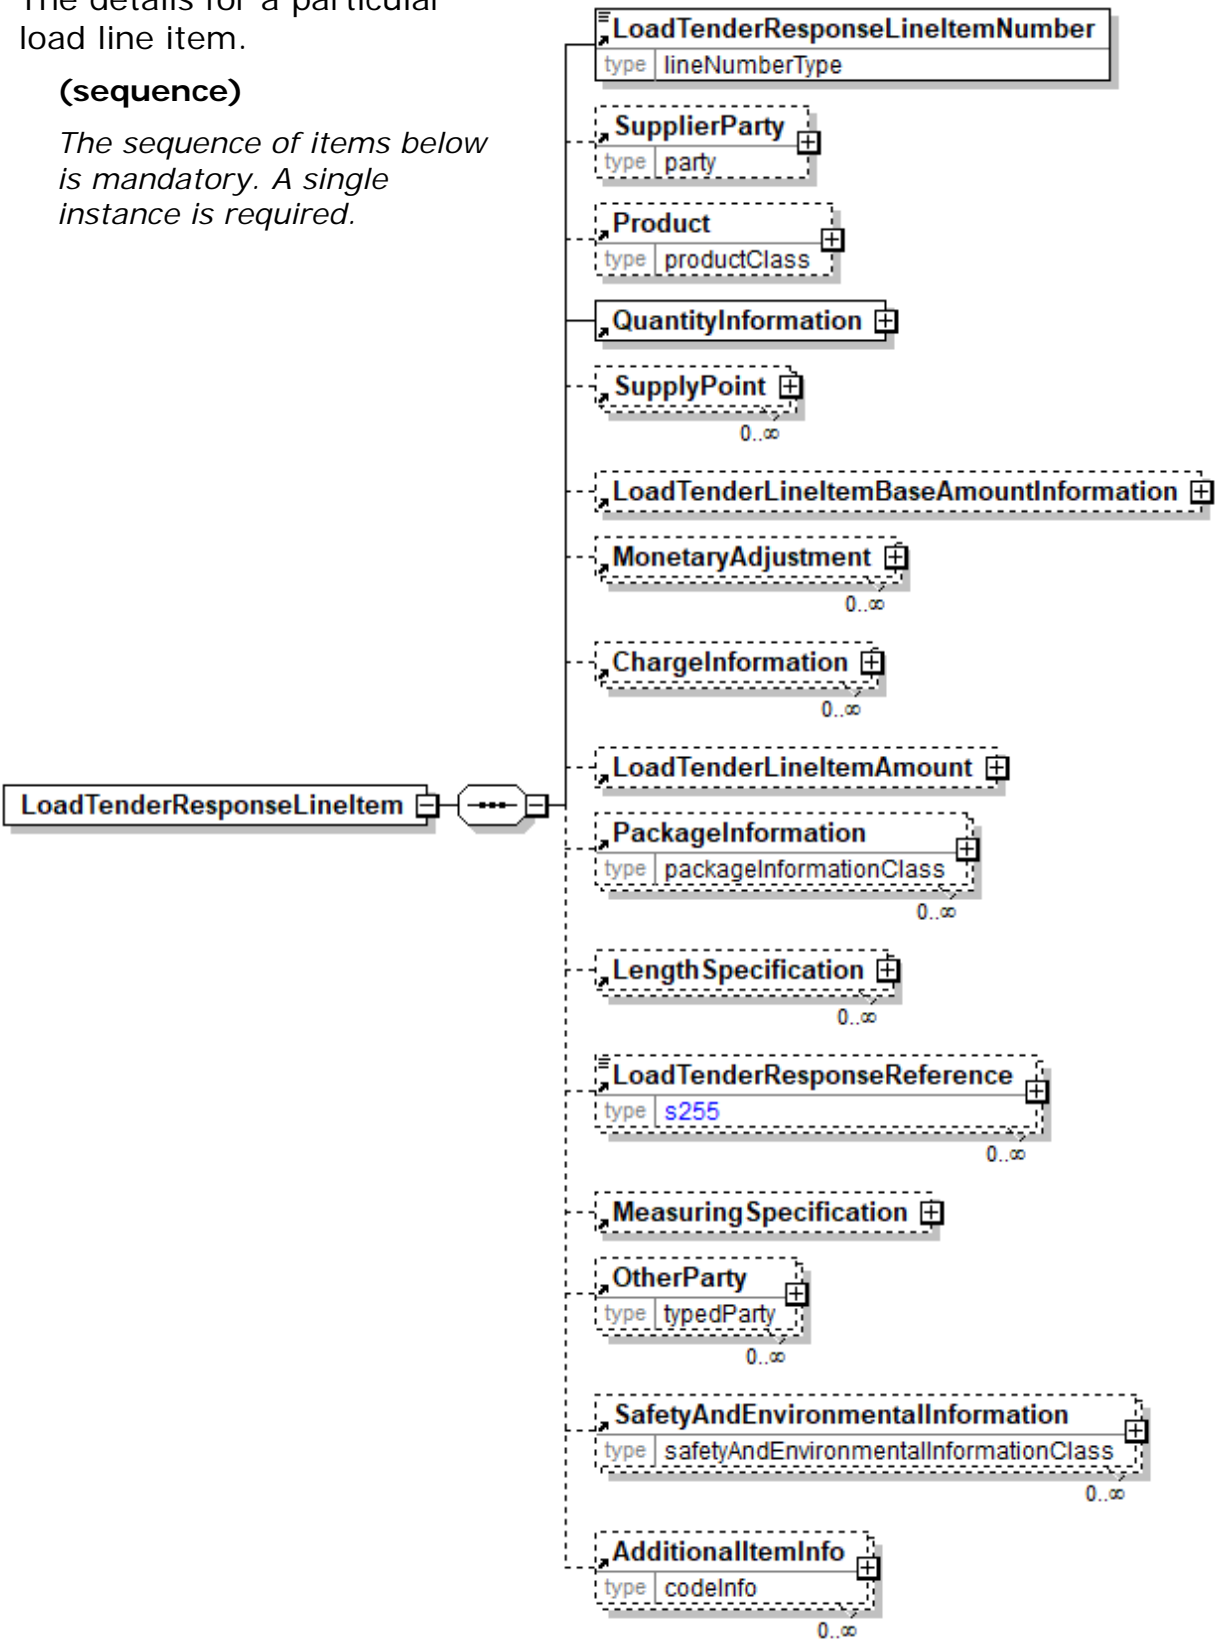 The details for a particular
load line item.
(sequence)
The sequence of items below
is mandatory. A single
instance is required.
LoadTenderResponseLineItem
LoadTenderResponseLineItemNumber
type lineNumberType
SupplierParty
type party
Product
type productClass
QuantityInformation
SupplyPoint
0..∞
LoadTenderLineItemBaseAmountInformation
MonetaryAdjustment
0..∞
ChargeInformation
0..∞
LoadTenderLineItemAmount
PackageInformation
type packageInformationClass
0..∞
LengthSpecification
0..∞
LoadTenderResponseReference
type s255
0..∞
MeasuringSpecification
OtherParty
type typedParty
0..∞
SafetyAndEnvironmentalInformation
type safetyAndEnvironmentalInformationClass
0..∞
AdditionalItemInfo
type codeInfo
0..∞